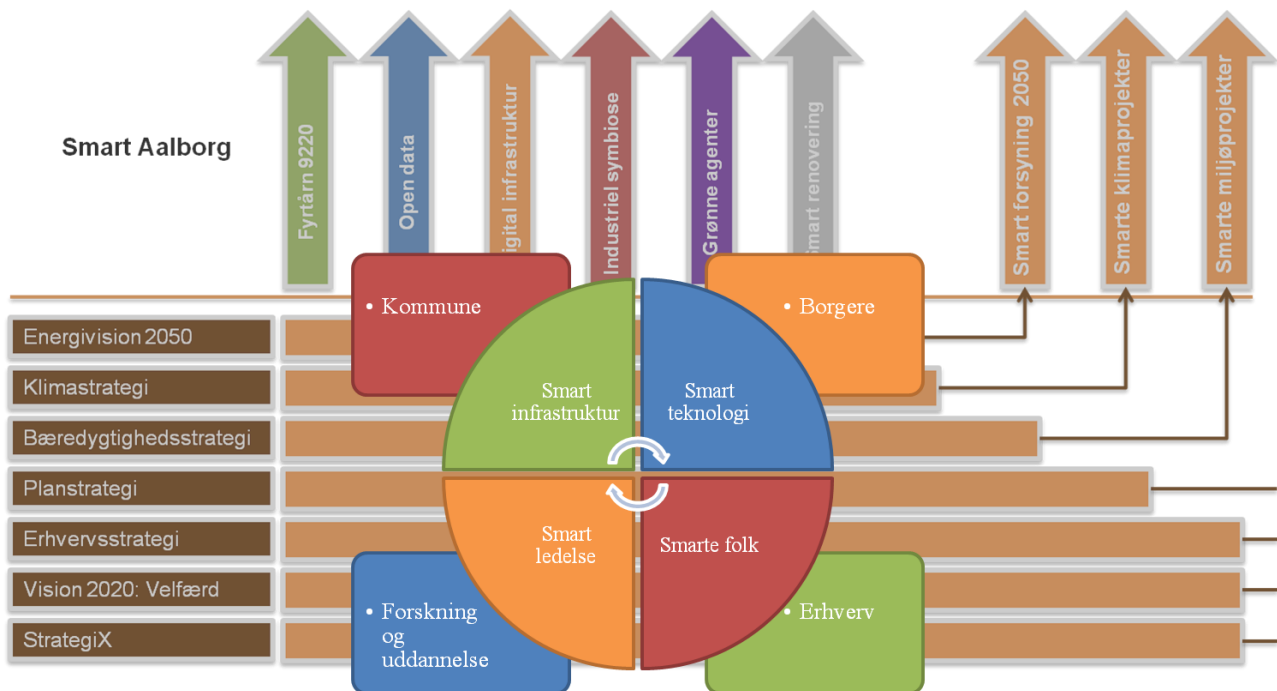 Smart Aalborg
Fyrtårn 9220
Open data
igital infrastruktur
Industriel symbiose
Grønne agenter
Smart renovering
Smart forsyning 2050
Smarte klimaprojekter
Smarte miljøprojekter
• Kommune
• Borgere
Energivision 2050
Klimastrategi
Bæredygtighedsstrategi
Planstrategi
Erhvervsstrategi
Vision 2020: Velfærd
StrategiX
Smart
infrastruktur
Smart
teknologi
Smart
ledelse
Smarte folk
• Forskning
og
uddannelse
• Erhverv